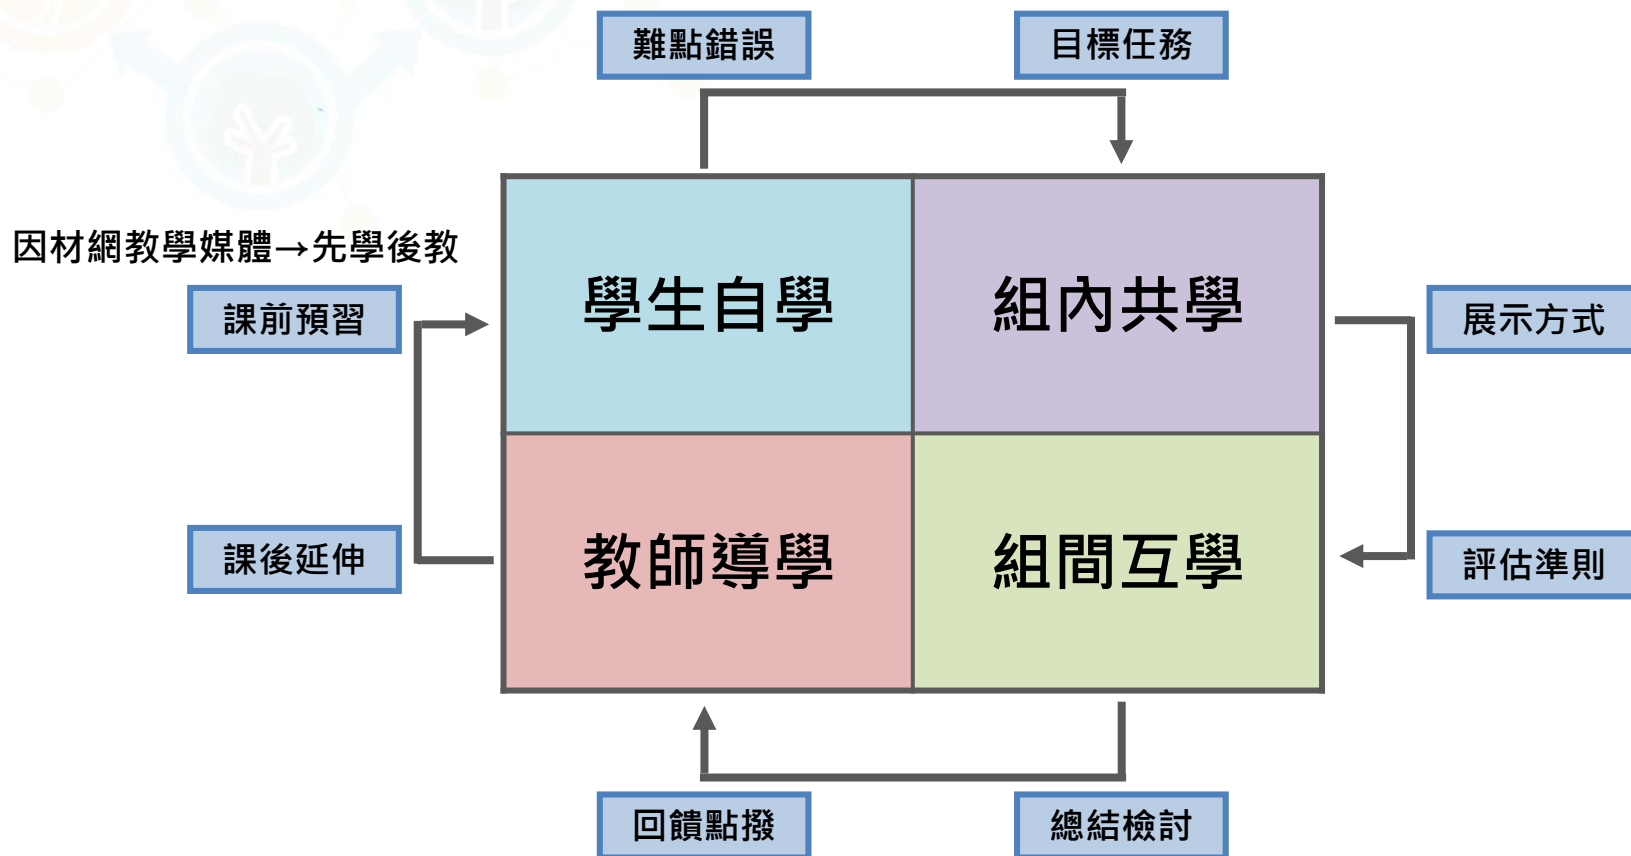 難點錯誤
目標任務
因材網教學媒體→先學後教
課前預習
學生自學
組內共學
展示方式
課後延伸
教師導學
組間互學
評估準則
回饋點撥
總結檢討